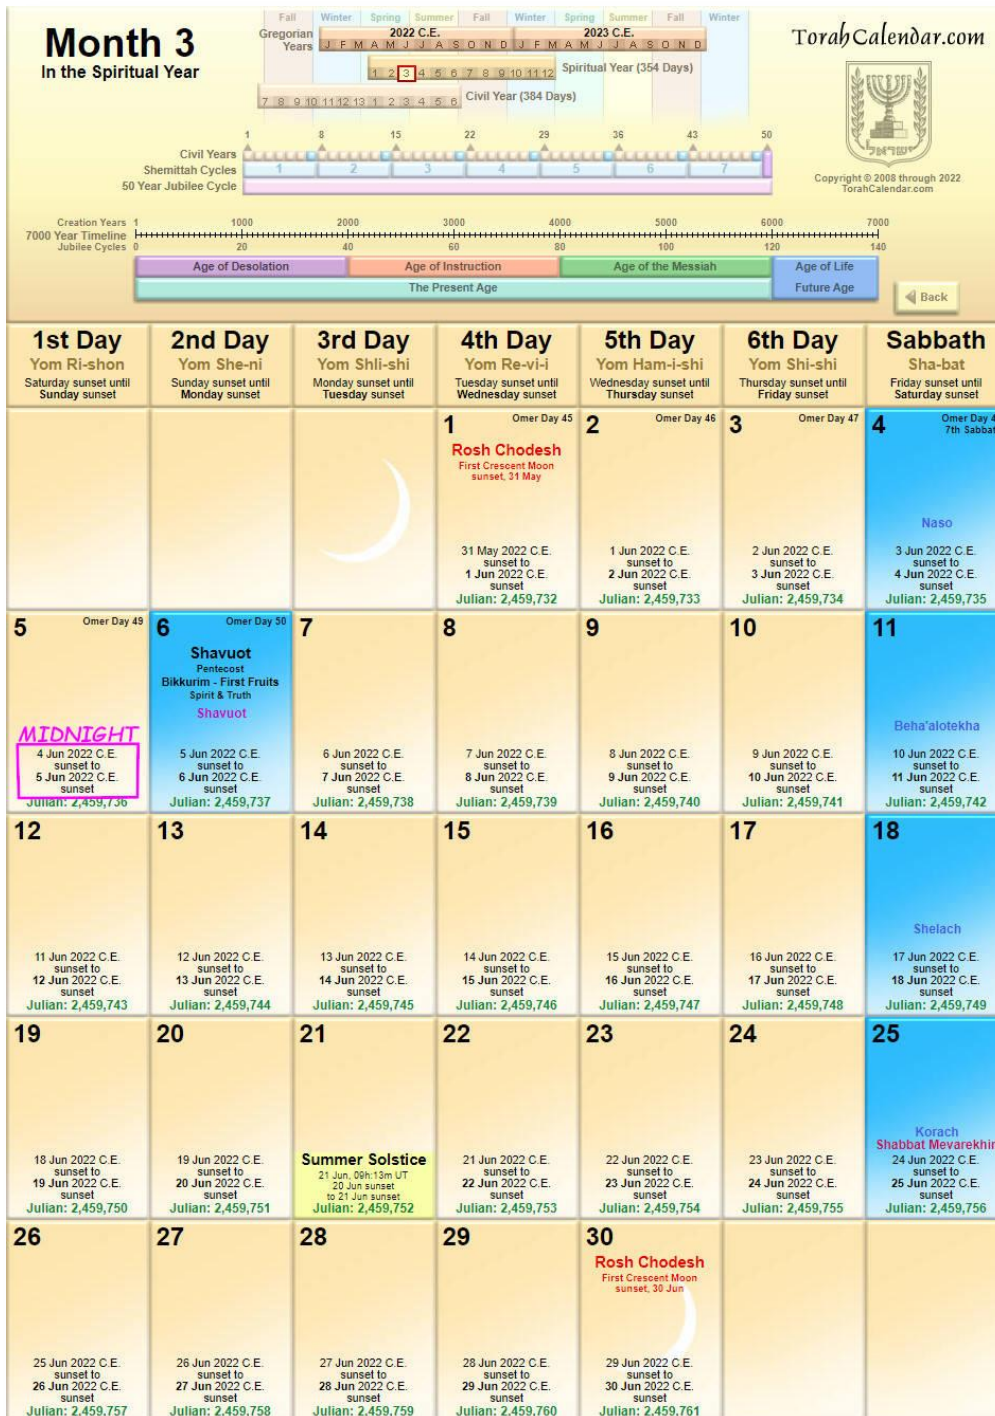 Month 3
In the Spiritual Year
Fall Winter Spring Summer Fall Winter Spring Summer Fall Winter
Gregorian Years
2022 C.E. 2023 C.E.
J F M A M J J A S O N D J F M A M J J A S O N D
1 2 3 4 5 6 7 8 9 10 11 12 Spiritual Year (354 Days)
7 8 9 10 11 12 13 1 2 3 4 5 6 Civil Year (384 Days)
TorahCalendar.com
ישראל
Copyright © 2008 through 2022
TorahCalendar.com
1 8 15 22 29 36 43 50
Civil Years
Shemittah Cycles 1 2 3 4 5 6 7
50 Year Jubilee Cycle
Creation Years 1 1000 2000 3000 4000 5000 6000 7000
7000 Year Timeline
Jubilee Cycles 0 20 40 60 80 100 120 140
Age of Desolation Age of Instruction Age of the Messiah Age of Life
The Present Age Future Age
Back
1st Day 2nd Day 3rd Day 4th Day 5th Day 6th Day Sabbath
Yom Ri-shon Yom She-ni Yom Shli-shi Yom Re-vi-i Yom Ham-i-shi Yom Shi-shi Sha-bat
Saturday sunset until Sunday sunset until Monday sunset until Tuesday sunset until Wednesday sunset until Thursday sunset until Friday sunset until
Sunday sunset Monday sunset Tuesday sunset Wednesday sunset Thursday sunset Friday sunset Saturday sunset
1 Omer Day 45
Rosh Chodesh
First Crescent Moon
sunset, 31 May
31 May 2022 C.E.
sunset to
1 Jun 2022 C.E.
sunset
Julian: 2,459,732
2 Omer Day 46
1 Jun 2022 C.E.
sunset to
2 Jun 2022 C.E.
sunset
Julian: 2,459,733
3 Omer Day 47
2 Jun 2022 C.E.
sunset to
3 Jun 2022 C.E.
sunset
Julian: 2,459,734
4 Omer Day 4
7th Sabbat
Naso
3 Jun 2022 C.E.
sunset to
4 Jun 2022 C.E.
sunset
Julian: 2,459,735
5 Omer Day 49
MIDNIGHT
4 Jun 2022 C.E.
sunset to
5 Jun 2022 C.E.
sunset
Julian: 2,459,736
6 Omer Day 50
Shavuot
Pentecost
Bikkurim - First Fruits
Spirit & Truth
Shavuot
5 Jun 2022 C.E.
sunset to
6 Jun 2022 C.E.
sunset
Julian: 2,459,737
7
6 Jun 2022 C.E.
sunset to
7 Jun 2022 C.E.
sunset
Julian: 2,459,738
8
7 Jun 2022 C.E.
sunset to
8 Jun 2022 C.E.
sunset
Julian: 2,459,739
9
8 Jun 2022 C.E.
sunset to
9 Jun 2022 C.E.
sunset
Julian: 2,459,740
10
9 Jun 2022 C.E.
sunset to
10 Jun 2022 C.E.
sunset
Julian: 2,459,741
11
Beha'alotekha
10 Jun 2022 C.E.
sunset to
11 Jun 2022 C.E.
sunset
Julian: 2,459,742
12
11 Jun 2022 C.E.
sunset to
12 Jun 2022 C.E.
sunset
Julian: 2,459,743
13
12 Jun 2022 C.E.
sunset to
13 Jun 2022 C.E.
sunset
Julian: 2,459,744
14
13 Jun 2022 C.E.
sunset to
14 Jun 2022 C.E.
sunset
Julian: 2,459,745
15
14 Jun 2022 C.E.
sunset to
15 Jun 2022 C.E.
sunset
Julian: 2,459,746
16
15 Jun 2022 C.E.
sunset to
16 Jun 2022 C.E.
sunset
Julian: 2,459,747
17
16 Jun 2022 C.E.
sunset to
17 Jun 2022 C.E.
sunset
Julian: 2,459,748
18
Shelach
17 Jun 2022 C.E.
sunset to
18 Jun 2022 C.E.
sunset
Julian: 2,459,749
19
18 Jun 2022 C.E.
sunset to
19 Jun 2022 C.E.
sunset
Julian: 2,459,750
20
19 Jun 2022 C.E.
sunset to
20 Jun 2022 C.E.
sunset
Julian: 2,459,751
21
Summer Solstice
21 Jun, 09h:13m UT
20 Jun sunset
to 21 Jun sunset
Julian: 2,459,752
22
21 Jun 2022 C.E.
sunset to
22 Jun 2022 C.E.
sunset
Julian: 2,459,753
23
22 Jun 2022 C.E.
sunset to
23 Jun 2022 C.E.
sunset
Julian: 2,459,754
24
23 Jun 2022 C.E.
sunset to
24 Jun 2022 C.E.
sunset
Julian: 2,459,755
25
Korach
Shabbat Mevarekhin
24 Jun 2022 C.E.
sunset to
25 Jun 2022 C.E.
sunset
Julian: 2,459,756
26
25 Jun 2022 C.E.
sunset to
26 Jun 2022 C.E.
sunset
Julian: 2,459,757
27
26 Jun 2022 C.E.
sunset to
27 Jun 2022 C.E.
sunset
Julian: 2,459,758
28
27 Jun 2022 C.E.
sunset to
28 Jun 2022 C.E.
sunset
Julian: 2,459,759
29
28 Jun 2022 C.E.
sunset to
29 Jun 2022 C.E.
sunset
Julian: 2,459,760
30
Rosh Chodesh
First Crescent Moon
sunset, 30 Jun
29 Jun 2022 C.E.
sunset to
30 Jun 2022 C.E.
sunset
Julian: 2,459,761